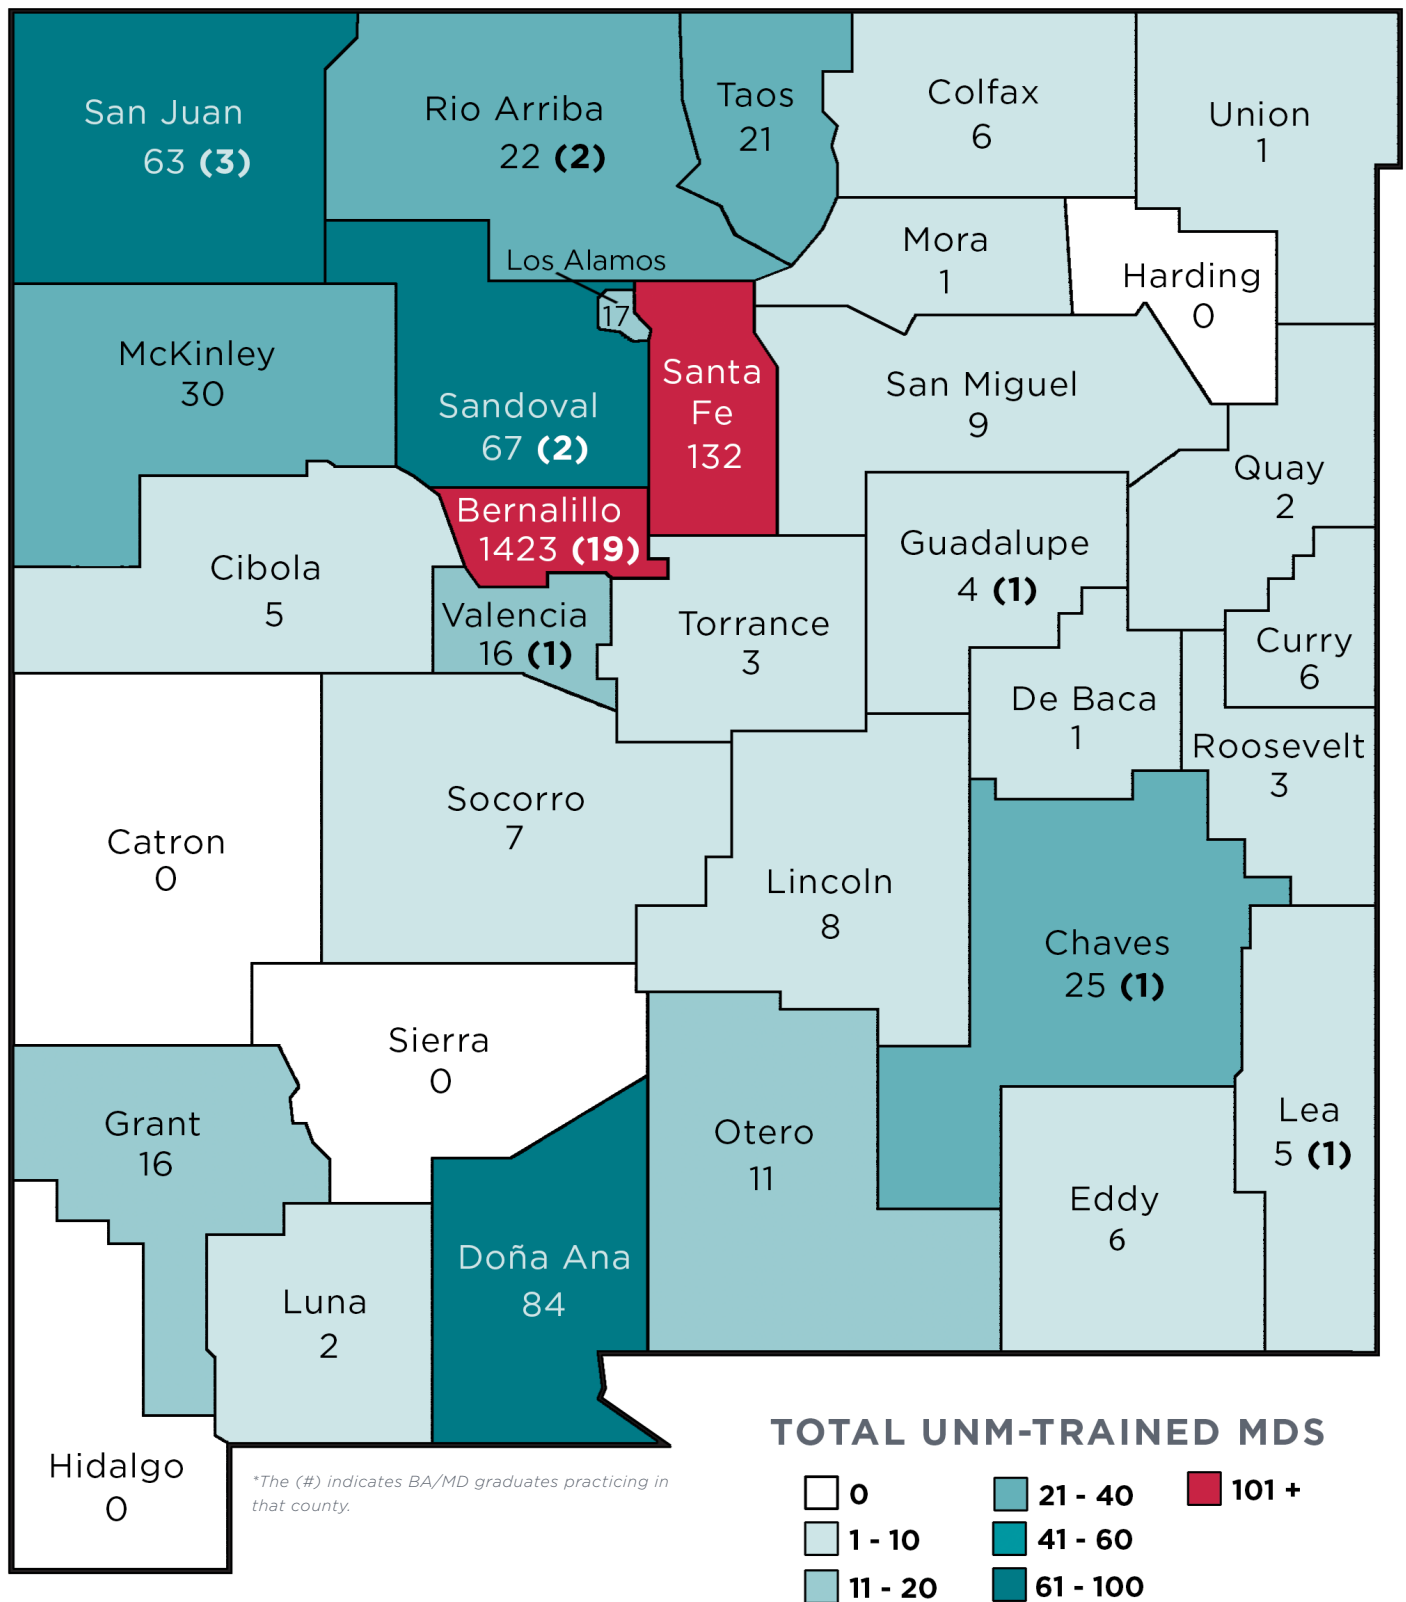 San Juan
63 (3)
Rio Arriba
22 (2)
Taos
21
Colfax
6
Union
1
Los Alamos
17
Mora
1
Harding
0
McKinley
30
Sandoval
67 (2)
Santa
Fe
132
San Miguel
9
Quay
2
Bernalillo
1423 (19)
Cibola
5
Valencia
16 (1)
Torrance
3
Guadalupe
4 (1)
Curry
6
De Baca
1
Roosevelt
3
Catron
0
Socorro
7
Lincoln
8
Chaves
25 (1)
Sierra
0
Grant
16
Otero
11
Lea
5 (1)
Eddy
6
Doña Ana
84
Luna
2
Hidalgo
0
*The (#) indicates BA/MD graduates practicing in
that county.
TOTAL UNM-TRAINED MDS
0
1 - 10
11 - 20
21 - 40
41 - 60
61 - 100
101 +